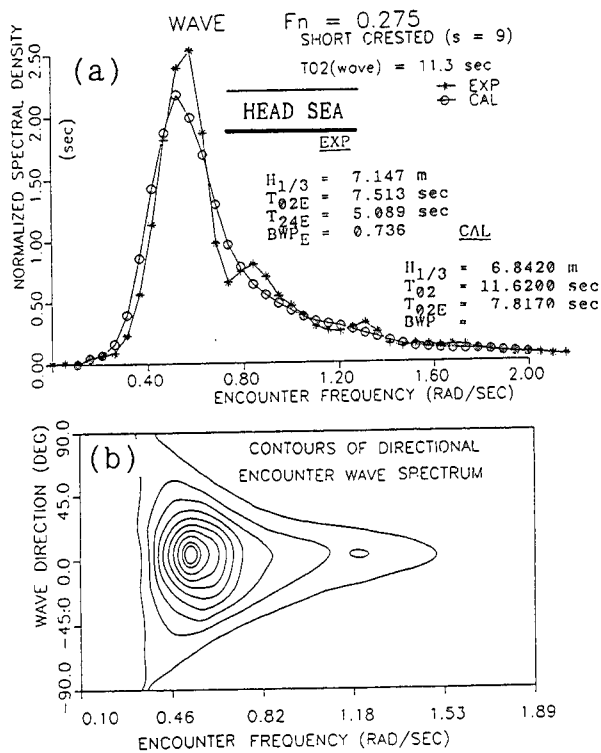 WAVE Fn = 0.275
SHORT CRESTED (s = 9)
T02(wave) = 11.3 sec
EXP
CAL
(a)
HEAD SEA
EXP
H1/3 = 7.147 m
T02E = 7.513 sec
T24E = 5.089 sec
BWPE = 0.736
CAL
H1/3 = 6.8420 m
T02 = 11.6200 sec
T02E = 7.8170 sec
BWP =
NORMALIZED SPECTRAL DENSITY
(sec)
2.50
2.00
1.50
1.00
0.50
0.00
0.40 0.80 1.20 1.60 2.00
ENCOUNTER FREQUENCY (RAD/SEC)
(b)
CONTOURS OF DIRECTIONAL
ENCOUNTER WAVE SPECTRUM
WAVE DIRECTION (DEG)
90.0
45.0
0.0
-45.0
-90.0
0.10 0.46 0.82 1.18 1.53 1.89
ENCOUNTER FREQUENCY (RAD/SEC)